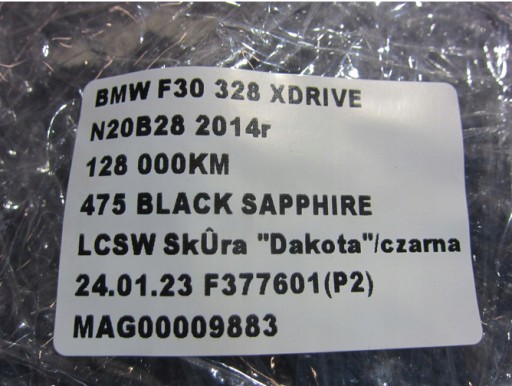 BMW F30 328 XDRIVE
N20B28 2014r
128 000KM
475 BLACK SAPPHIRE
LCSW SkÛra "Dakota"/czarna
24.01.23 F377601(P2)
MAG00009883